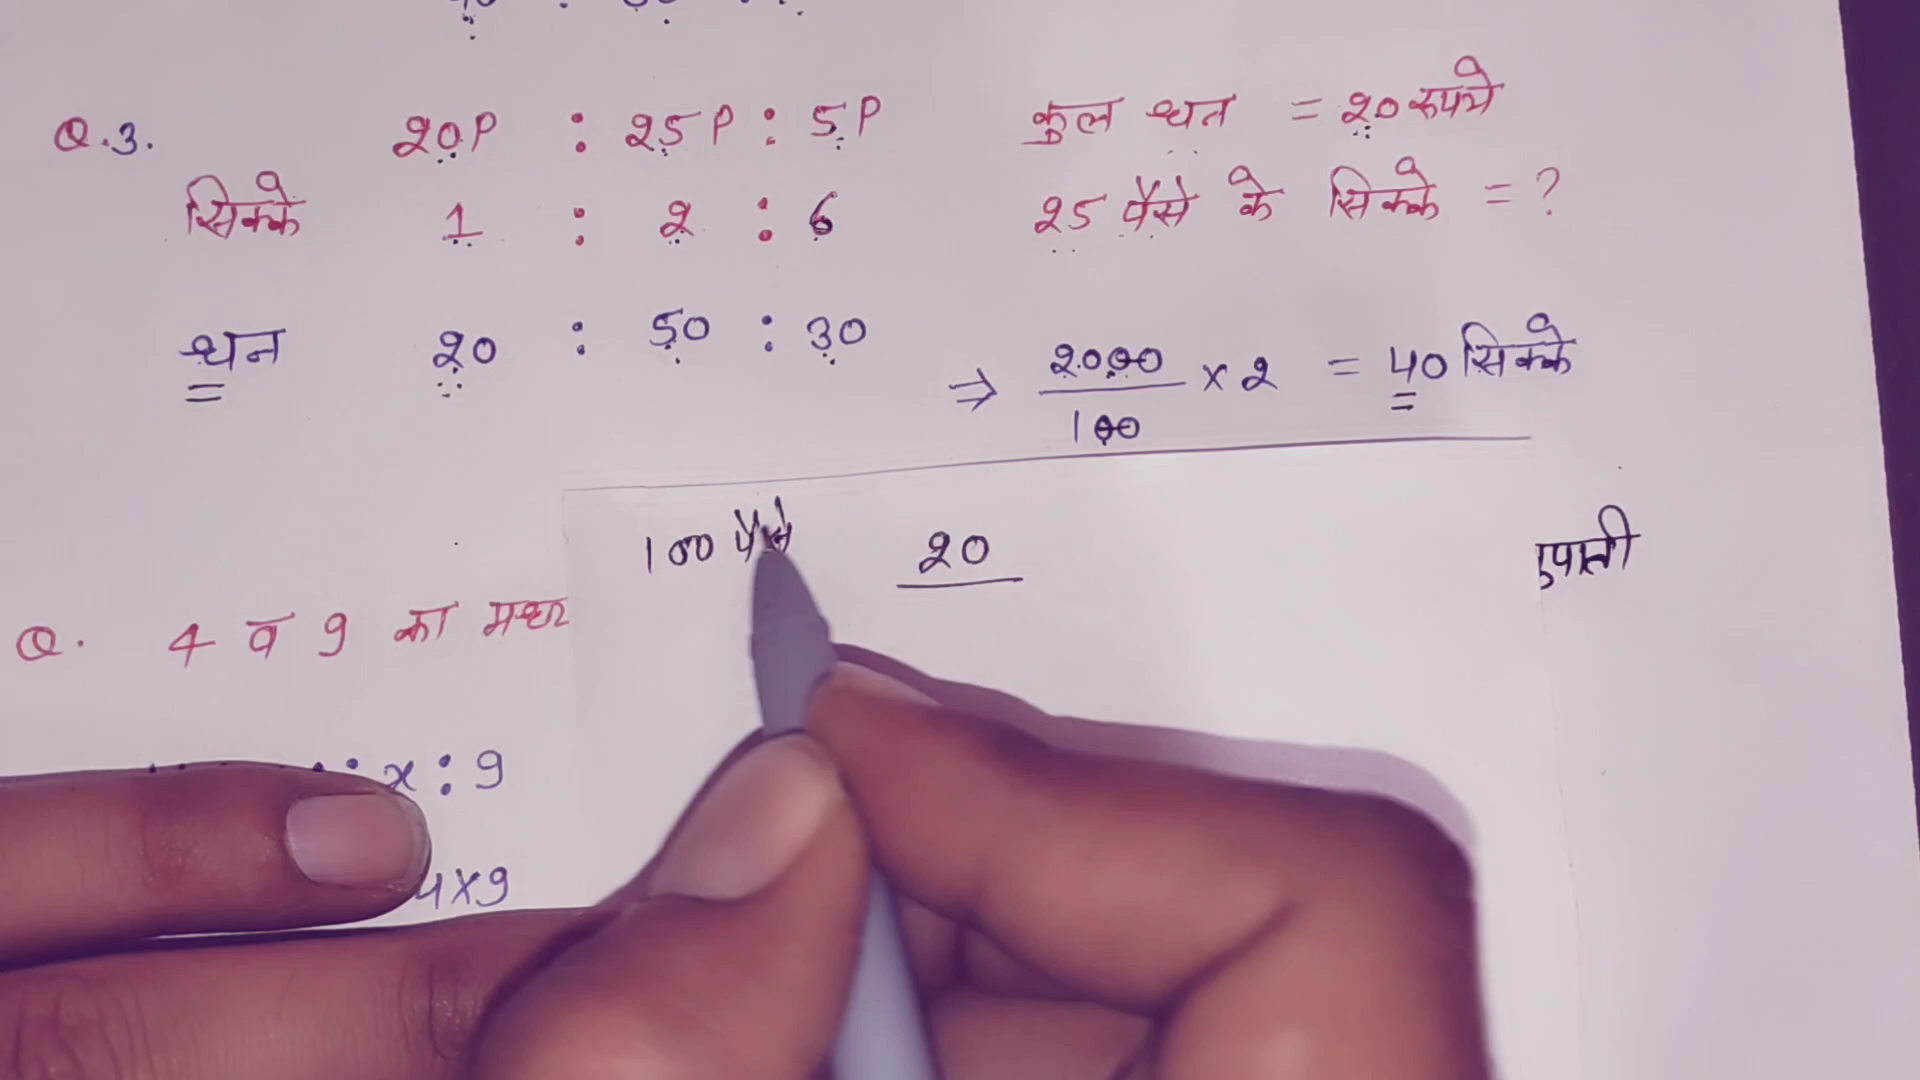 Q.3. 20P : 25P : 5P कुल धन = 20 रुपये
सिक्के 1 : 2 : 6 25 पैसे के सिक्के = ?
धन 20 : 50 : 30
⇒ 2000/100 × 2 = 40 सिक्के
100 पैसे 20
Q. 4 व 9 का मध्य
x : 9
4×9